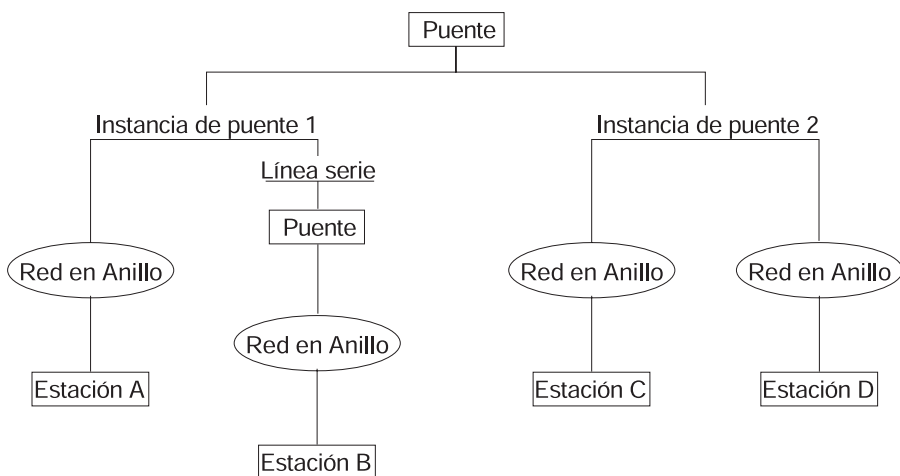 Puente
Instancia de puente 1
Instancia de puente 2
Línea serie
Puente
Red en Anillo
Red en Anillo
Red en Anillo
Red en Anillo
Estación A
Estación C
Estación D
Estación B